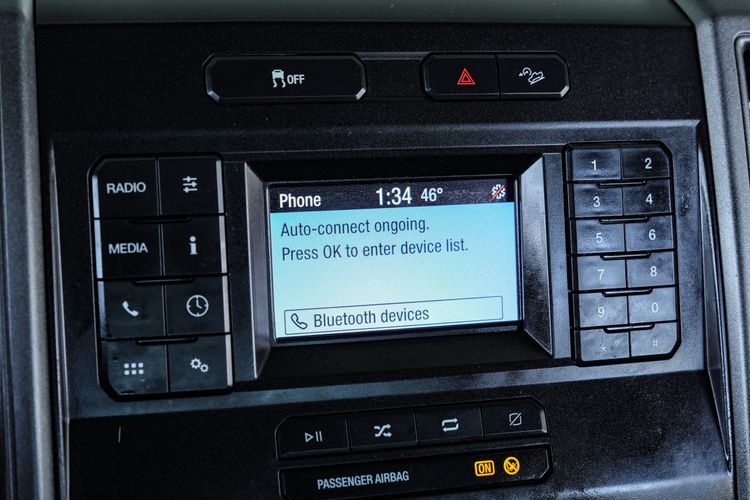 OFF
RADIO
MEDIA
i
Phone 1:34 46°
Auto-connect ongoing.
Press OK to enter device list.
Bluetooth devices
1 2
3 4
5 6
7 8
9 0
* #
PASSENGER AIRBAG ON